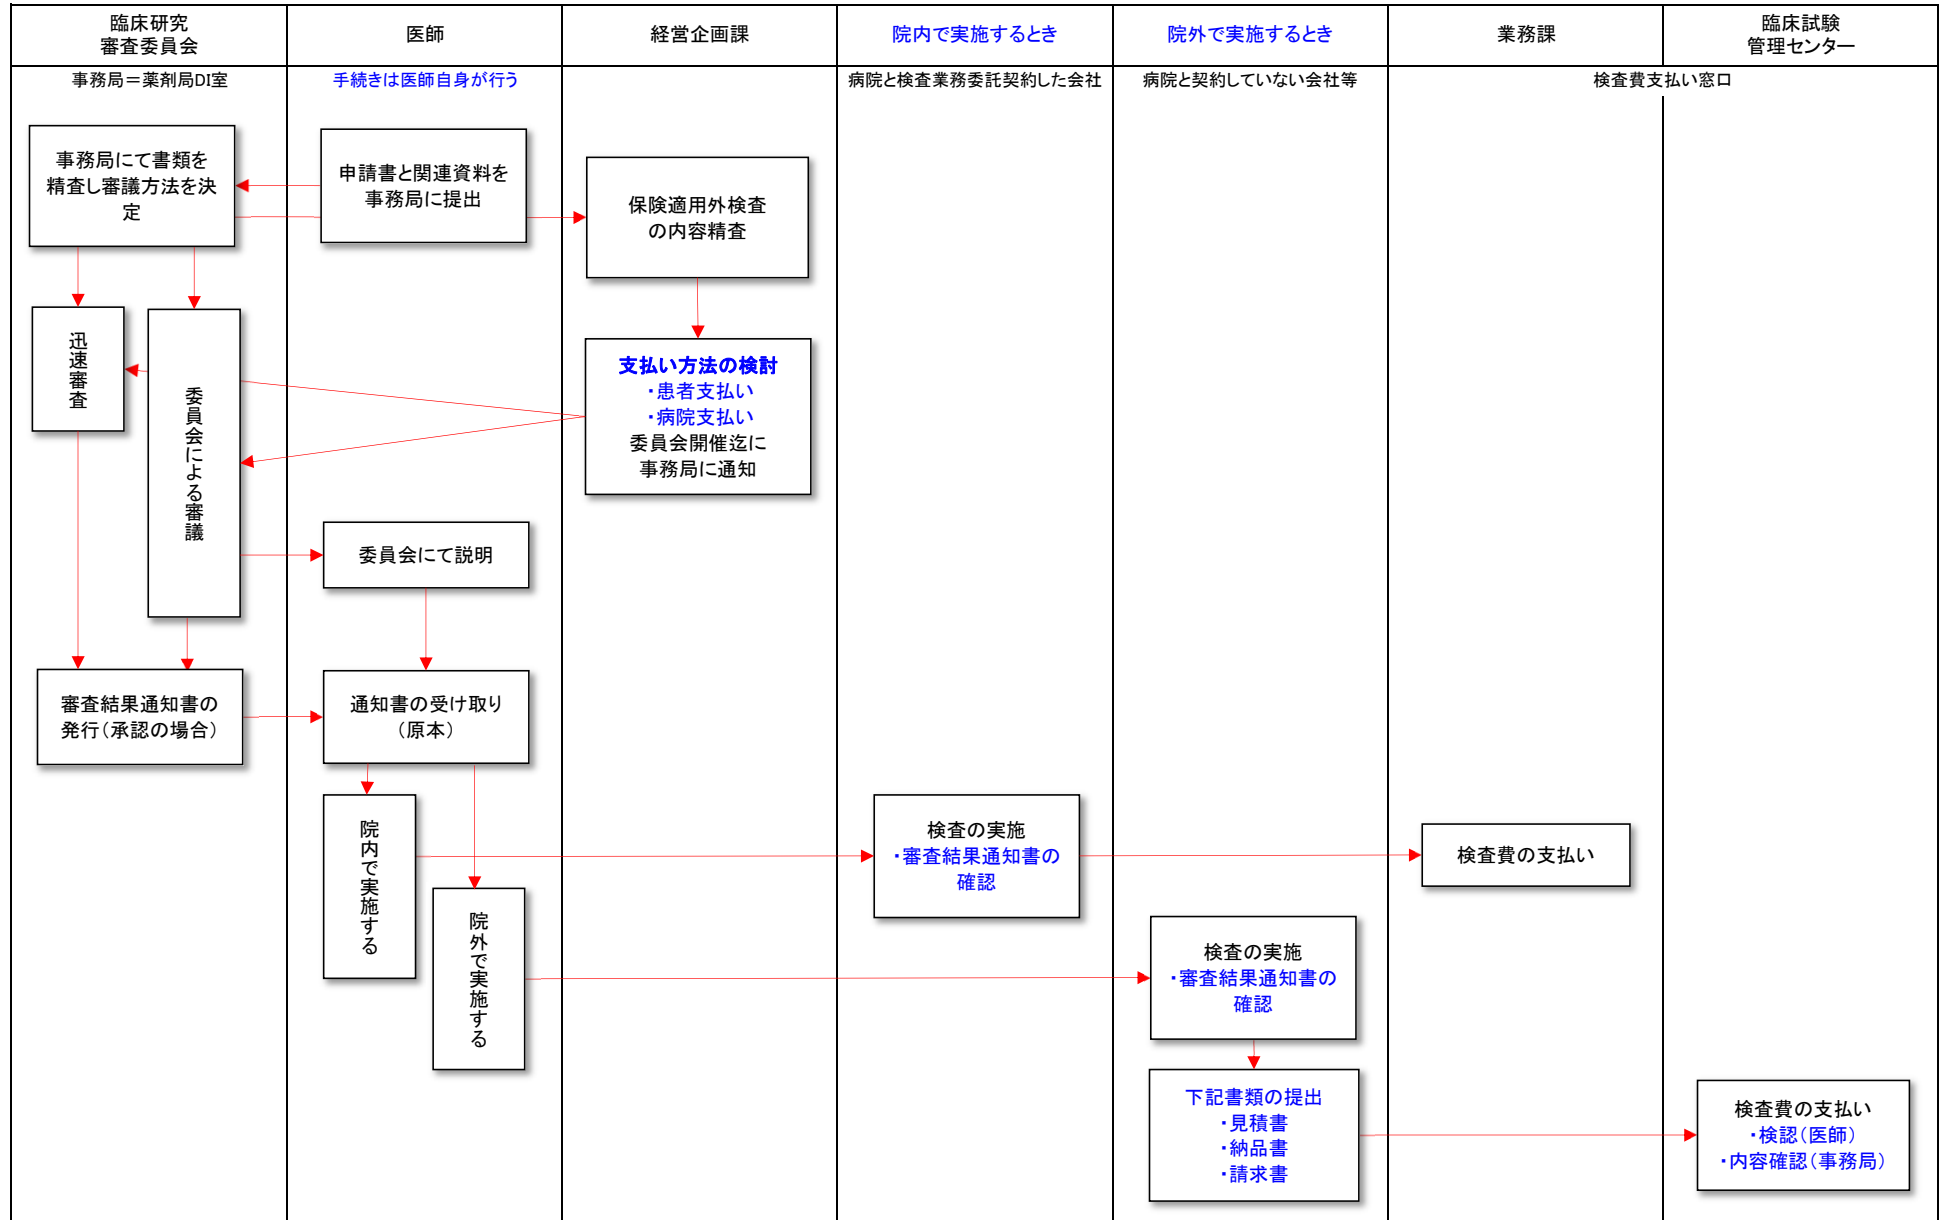 臨床研究
審査委員会
医師
経営企画課
院内で実施するとき
院外で実施するとき
業務課
臨床試験
管理センター
事務局＝薬剤局DI室
手続きは医師自身が行う
病院と検査業務委託契約した会社
病院と契約していない会社等
検査費支払い窓口
事務局にて書類を
精査し審議方法を決
定
申請書と関連資料を
事務局に提出
保険適用外検査
の内容精査
迅速審査
委員会による審議
支払い方法の検討
・患者支払い
・病院支払い
委員会開催迄に
事務局に通知
委員会にて説明
審査結果通知書の
発行（承認の場合）
通知書の受け取り
（原本）
院内で実施する
院外で実施する
検査の実施
・審査結果通知書の
確認
検査費の支払い
検査の実施
・審査結果通知書の
確認
下記書類の提出
・見積書
・納品書
・請求書
検査費の支払い
・検認（医師）
・内容確認（事務局）